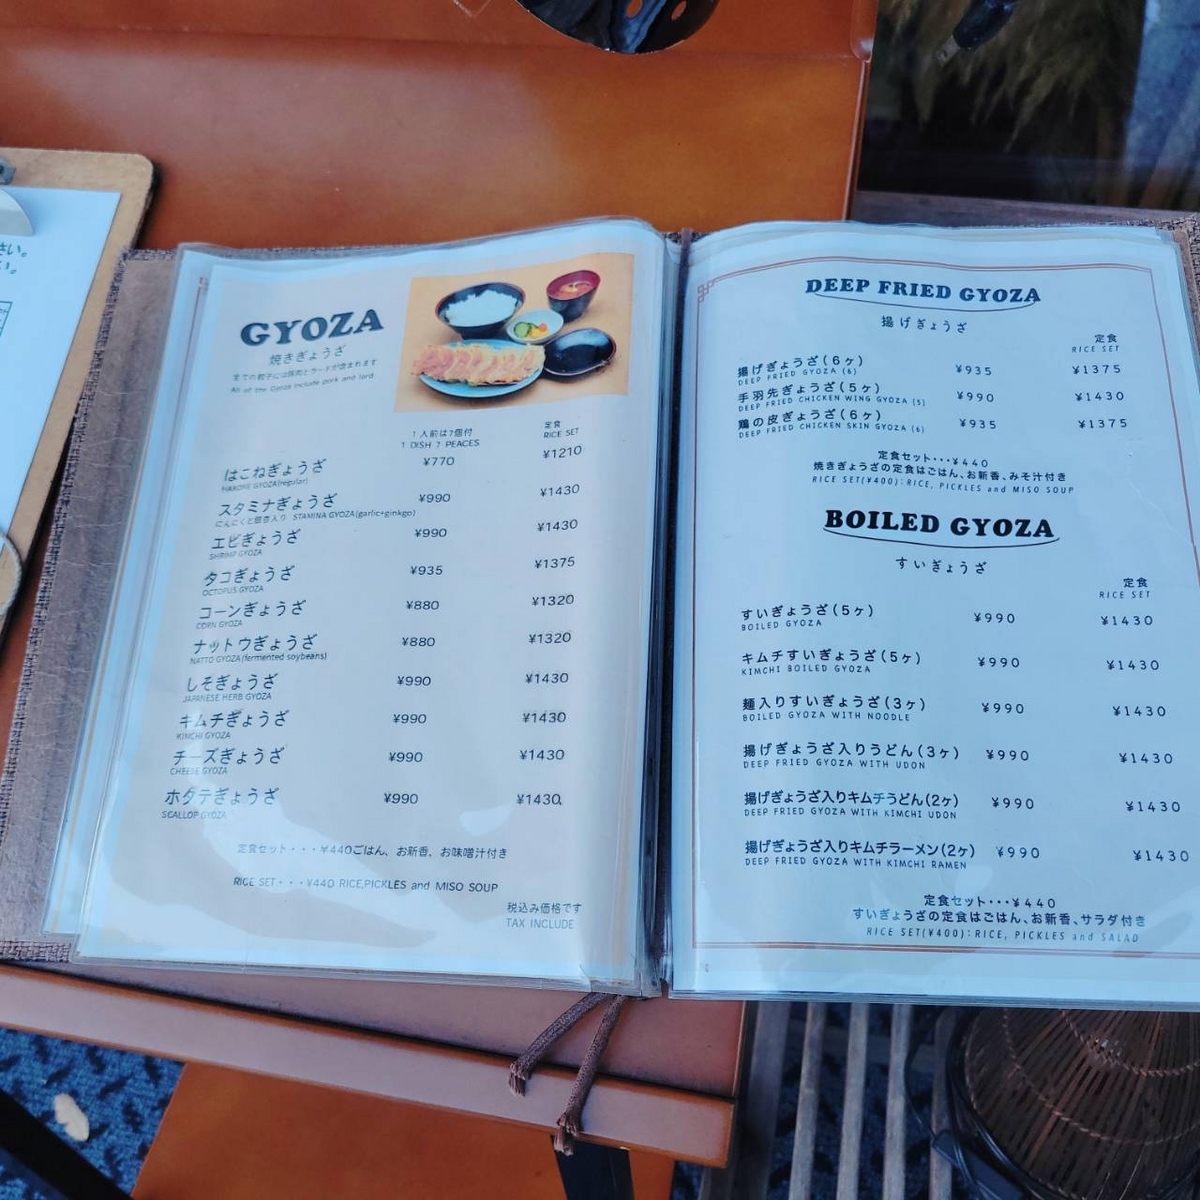 さい。
い。
GYOZA
焼きぎょうざ
全ての餃子には豚肉とラードが含まれます
All of the Gyoza include pork and lard
1人前は7個付
1 DISH 7 PEACES
定食
RICE SET
はこねぎょうざ ¥770 ¥1210
HAKONE GYOZA(regular)
スタミナぎょうざ ¥990 ¥1430
にんにくと銀杏入り STAMINA GYOZA(garlic+ginkgo)
エビぎょうざ ¥990 ¥1430
SHRIMP GYOZA
タコぎょうざ ¥935 ¥1375
OCTOPUS GYOZA
コーンぎょうざ ¥880 ¥1320
CORN GYOZA
ナットウぎょうざ ¥880 ¥1320
NATTO GYOZA(fermented soybeans)
しそぎょうざ ¥990 ¥1430
JAPANESE HERB GYOZA
キムチぎょうざ ¥990 ¥1430
KIMCHI GYOZA
チーズぎょうざ ¥990 ¥1430
CHEESE GYOZA
ホタテぎょうざ ¥990 ¥1430
SCALLOP GYOZA
定食セット・・・¥440ごはん、お新香、お味噌汁付き
RICE SET・・・¥440 RICE,PICKLES and MISO SOUP
税込み価格です
TAX INCLUDE
DEEP FRIED GYOZA
揚げぎょうざ
定食
RICE SET
揚げぎょうざ(6ヶ) ¥935 ¥1375
DEEP FRIED GYOZA (6)
手羽先ぎょうざ(5ヶ) ¥990 ¥1430
DEEP FRIED CHICKEN WING GYOZA (5)
鶏の皮ぎょうざ(6ヶ) ¥935 ¥1375
DEEP FRIED CHICKEN SKIN GYOZA (6)
定食セット・・・¥440
焼きぎょうざの定食はごはん、お新香、みそ汁付き
RICE SET(¥400):RICE, PICKLES and MISO SOUP
BOILED GYOZA
すいぎょうざ
定食
RICE SET
すいぎょうざ(5ヶ) ¥990 ¥1430
BOILED GYOZA
キムチすいぎょうざ(5ヶ) ¥990 ¥1430
KIMCHI BOILED GYOZA
麺入りすいぎょうざ(3ヶ) ¥990 ¥1430
BOILED GYOZA WITH NOODLE
揚げぎょうざ入りうどん(3ヶ) ¥990 ¥1430
DEEP FRIED GYOZA WITH UDON
揚げぎょうざ入りキムチうどん(2ヶ) ¥990 ¥1430
DEEP FRIED GYOZA WITH KIMCHI UDON
揚げぎょうざ入りキムチラーメン(2ヶ) ¥990 ¥1430
DEEP FRIED GYOZA WITH KIMCHI RAMEN
定食セット・・・¥440
すいぎょうざの定食はごはん、お新香、サラダ付き
RICE SET(¥400):RICE, PICKLES and SALAD